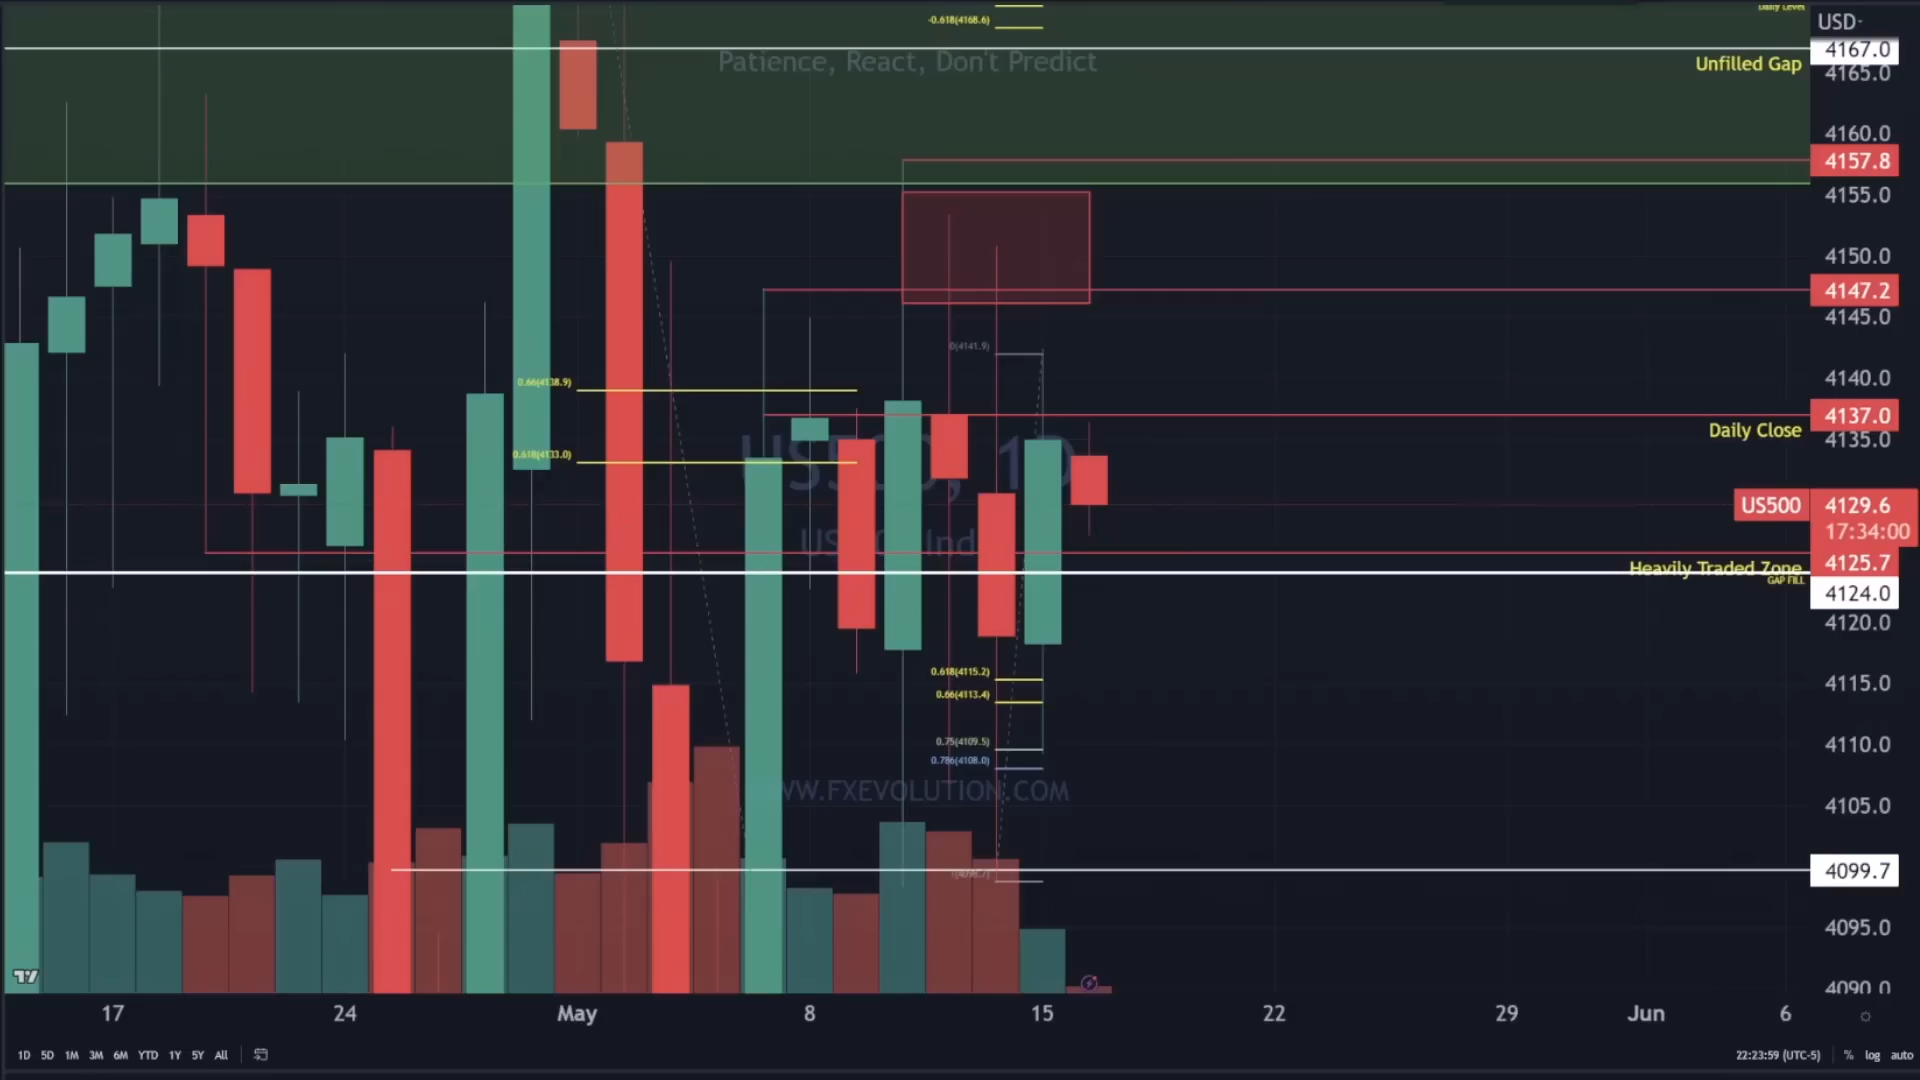 Daily Level
USD
-0.618(4168.6)
4167.0
Patience, React, Don't Predict
Unfilled Gap
4165.0
4160.0
4157.8
4155.0
4150.0
4147.2
4145.0
0(4141.9)
4140.0
0.66(4138.9)
4137.0
Daily Close
4135.0
0.618(4133.0)
US500, 1D
US500
4129.6
17:34:00
Heavily Traded Zone
4125.7
GAP FILL
4124.0
4120.0
0.618(4115.2)
4115.0
0.66(4113.4)
0.75(4109.5)
4110.0
0.786(4108.0)
WWW.FXEVOLUTION.COM
4105.0
4099.7
4095.0
4090.0
17 24 May 8 15 22 29 Jun 6
1D 5D 1M 3M 6M YTD 1Y 5Y All
22:23:59 (UTC-5) % log auto